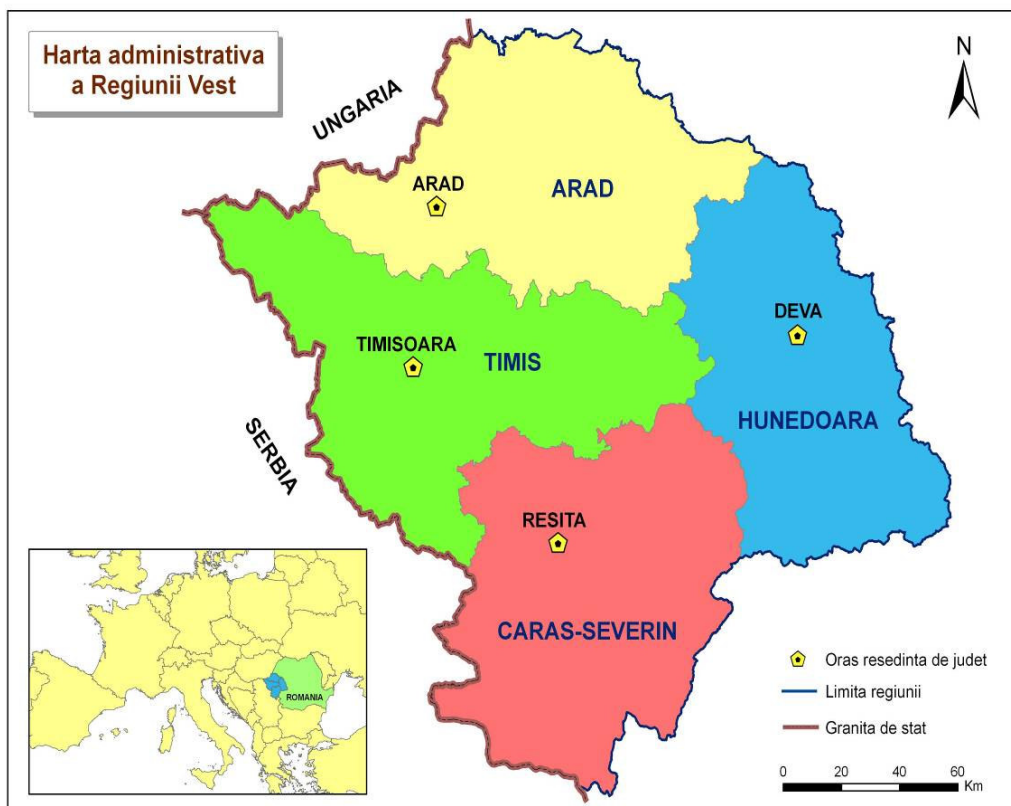 Harta administrativa
a Regiunii Vest
N
UNGARIA
ARAD
ARAD
DEVA
TIMISOARA
TIMIS
HUNEDOARA
SERBIA
RESITA
CARAS-SEVERIN
ROMANIA
Oras resedinta de judet
Limita regiunii
Granita de stat
0 20 40 60
Km